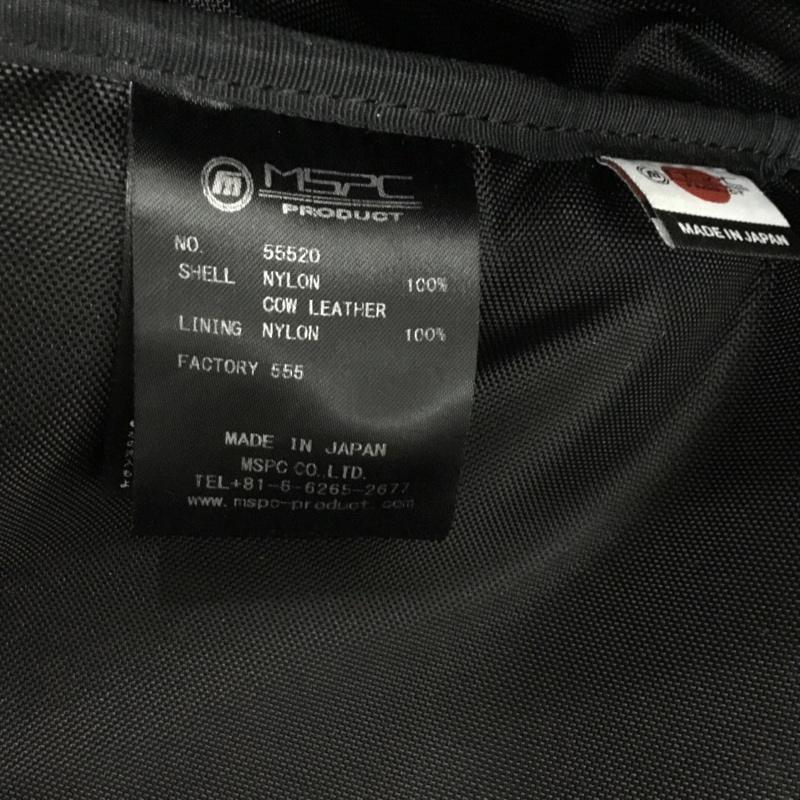 m MSPC
PRODUCT
NO. 55520
SHELL NYLON 100%
COW LEATHER
LINING NYLON 100%
FACTORY 555
MADE IN JAPAN
MSPC CO.,LTD.
TEL+81-6-6265-2677
www.mspc-product.com
MADE IN JAPAN